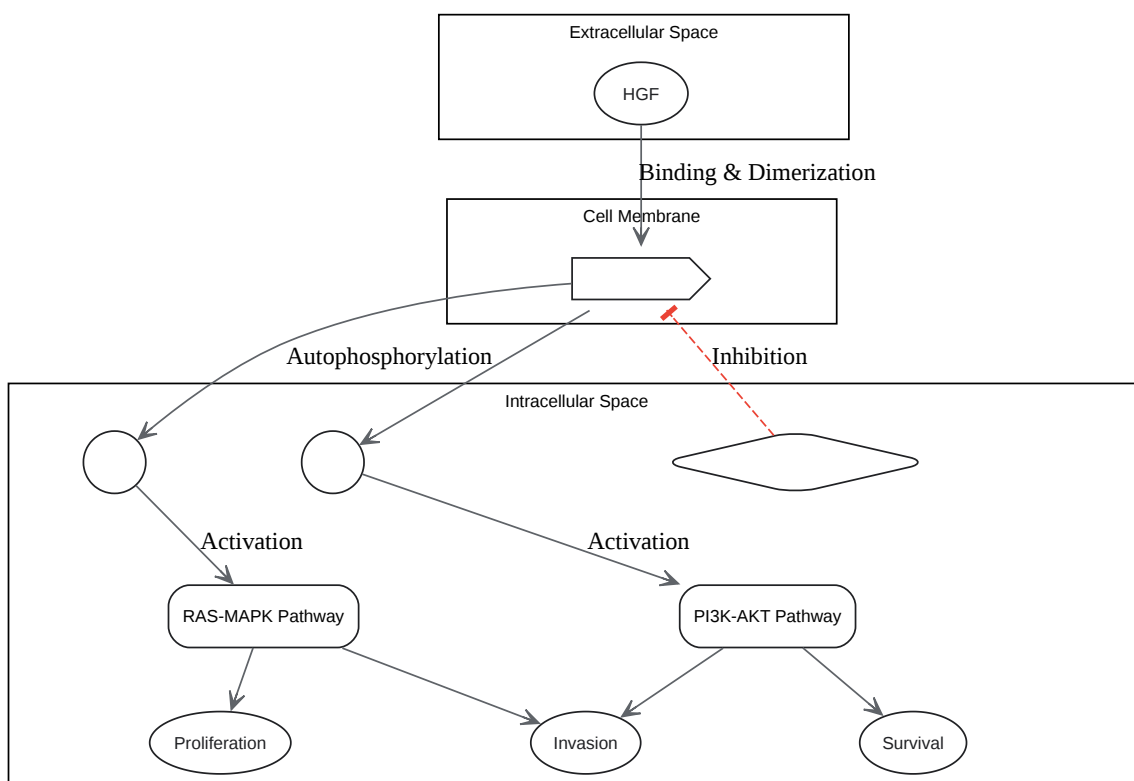 Extracellular Space
HGF
Binding & Dimerization
Cell Membrane
Autophosphorylation
Inhibition
Intracellular Space
Activation
Activation
RAS-MAPK Pathway
PI3K-AKT Pathway
Proliferation
Invasion
Survival